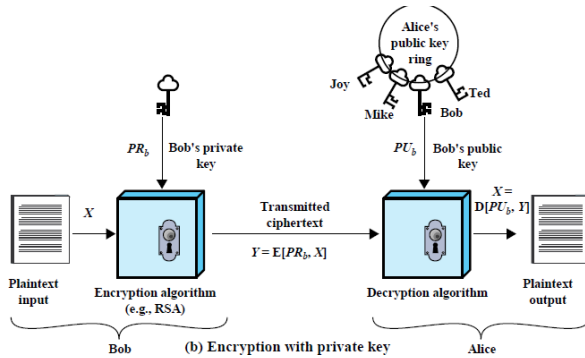 Alice's
public key
ring
Joy
Ted
Mike
Bob
PRb
Bob's private
key
PUb
Bob's public
key
X
Transmitted
ciphertext
X =
D[PUb, Y]
Y = E[PRb, X]
Plaintext
input
Encryption algorithm
(e.g., RSA)
Decryption algorithm
Plaintext
output
Bob
(b) Encryption with private key
Alice